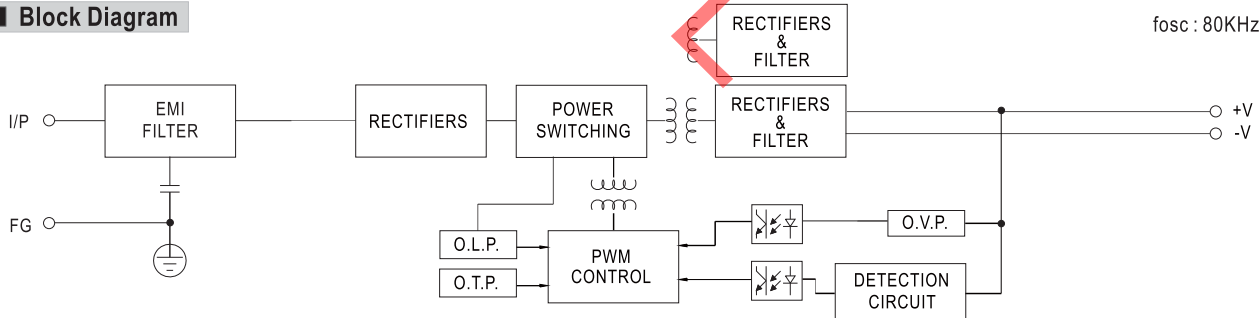 Block Diagram
fosc : 80KHz
RECTIFIERS
&
FILTER
I/P
EMI
FILTER
RECTIFIERS
POWER
SWITCHING
RECTIFIERS
&
FILTER
+V
-V
FG
O.L.P.
O.T.P.
PWM
CONTROL
O.V.P.
DETECTION
CIRCUIT